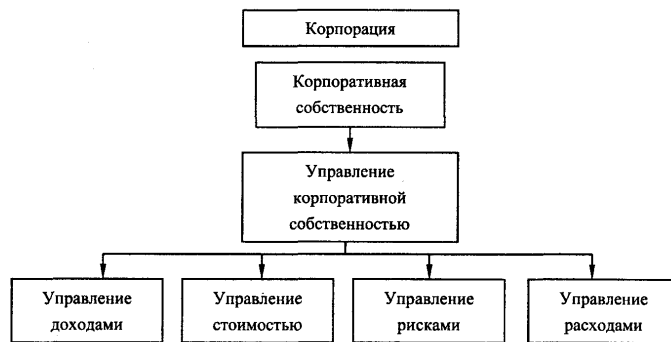 Корпорация
Корпоративная
собственность
Управление
корпоративной
собственностью
Управление
доходами
Управление
стоимостью
Управление
рисками
Управление
расходами